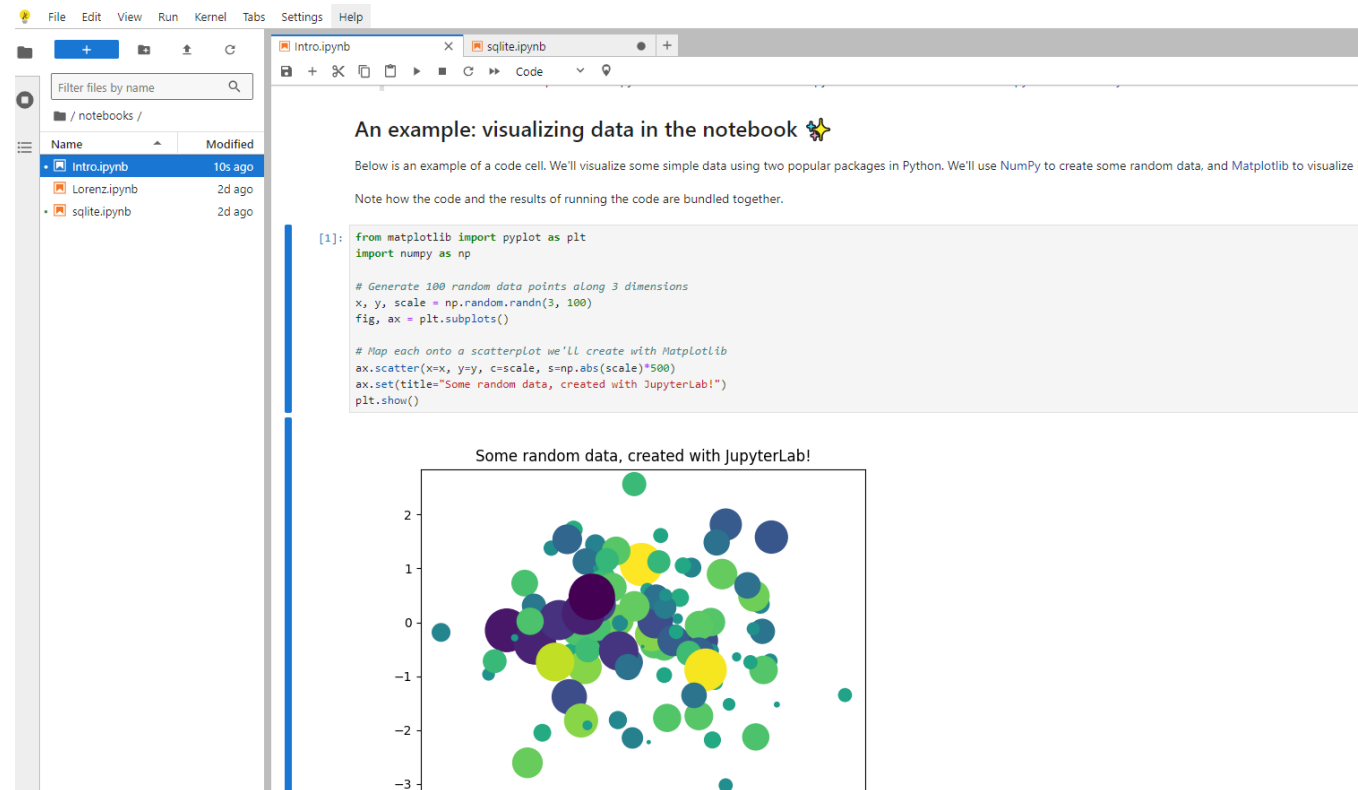 File Edit View Run Kernel Tabs Settings Help
Intro.ipynb
sqlite.ipynb
Code
Filter files by name
/ notebooks /
Name Modified
Intro.ipynb 10s ago
Lorenz.ipynb 2d ago
sqlite.ipynb 2d ago
An example: visualizing data in the notebook ✨
Below is an example of a code cell. We'll visualize some simple data using two popular packages in Python. We'll use NumPy to create some random data, and Matplotlib to visualize
Note how the code and the results of running the code are bundled together.
[1]:
from matplotlib import pyplot as plt
import numpy as np
# Generate 100 random data points along 3 dimensions
x, y, scale = np.random.randn(3, 100)
fig, ax = plt.subplots()
# Map each onto a scatterplot we'll create with Matplotlib
ax.scatter(x=x, y=y, c=scale, s=np.abs(scale)*500)
ax.set(title="Some random data, created with JupyterLab!")
plt.show()
Some random data, created with JupyterLab!
2
1
0
−1
−2
−3